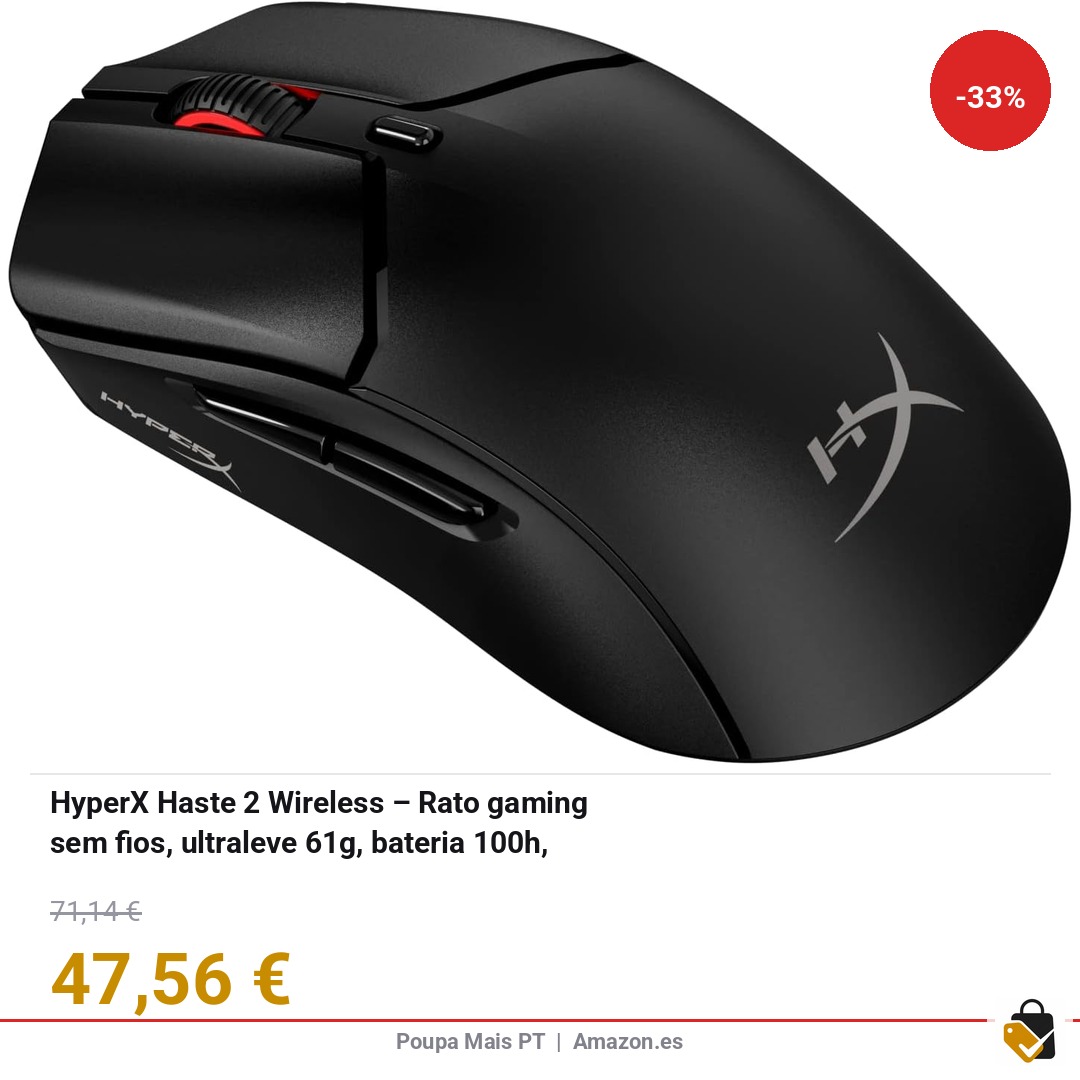 -33%
HX
HYPERX
HyperX Haste 2 Wireless – Rato gaming
sem fios, ultraleve 61g, bateria 100h,
71,14 €
47,56 €
Poupa Mais PT | Amazon.es